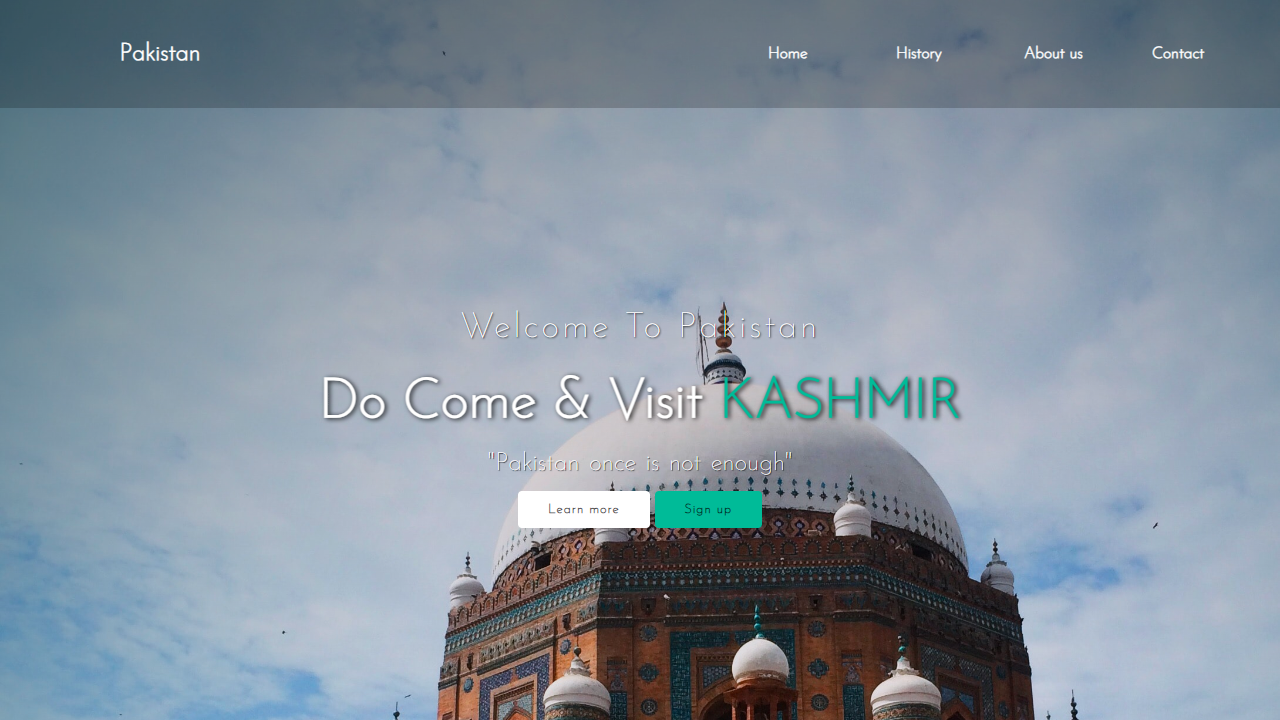 Pakistan
Home
History
About us
Contact
Welcome To Pakistan
Do Come & Visit KASHMIR
"Pakistan once is not enough"
Learn more
Sign up